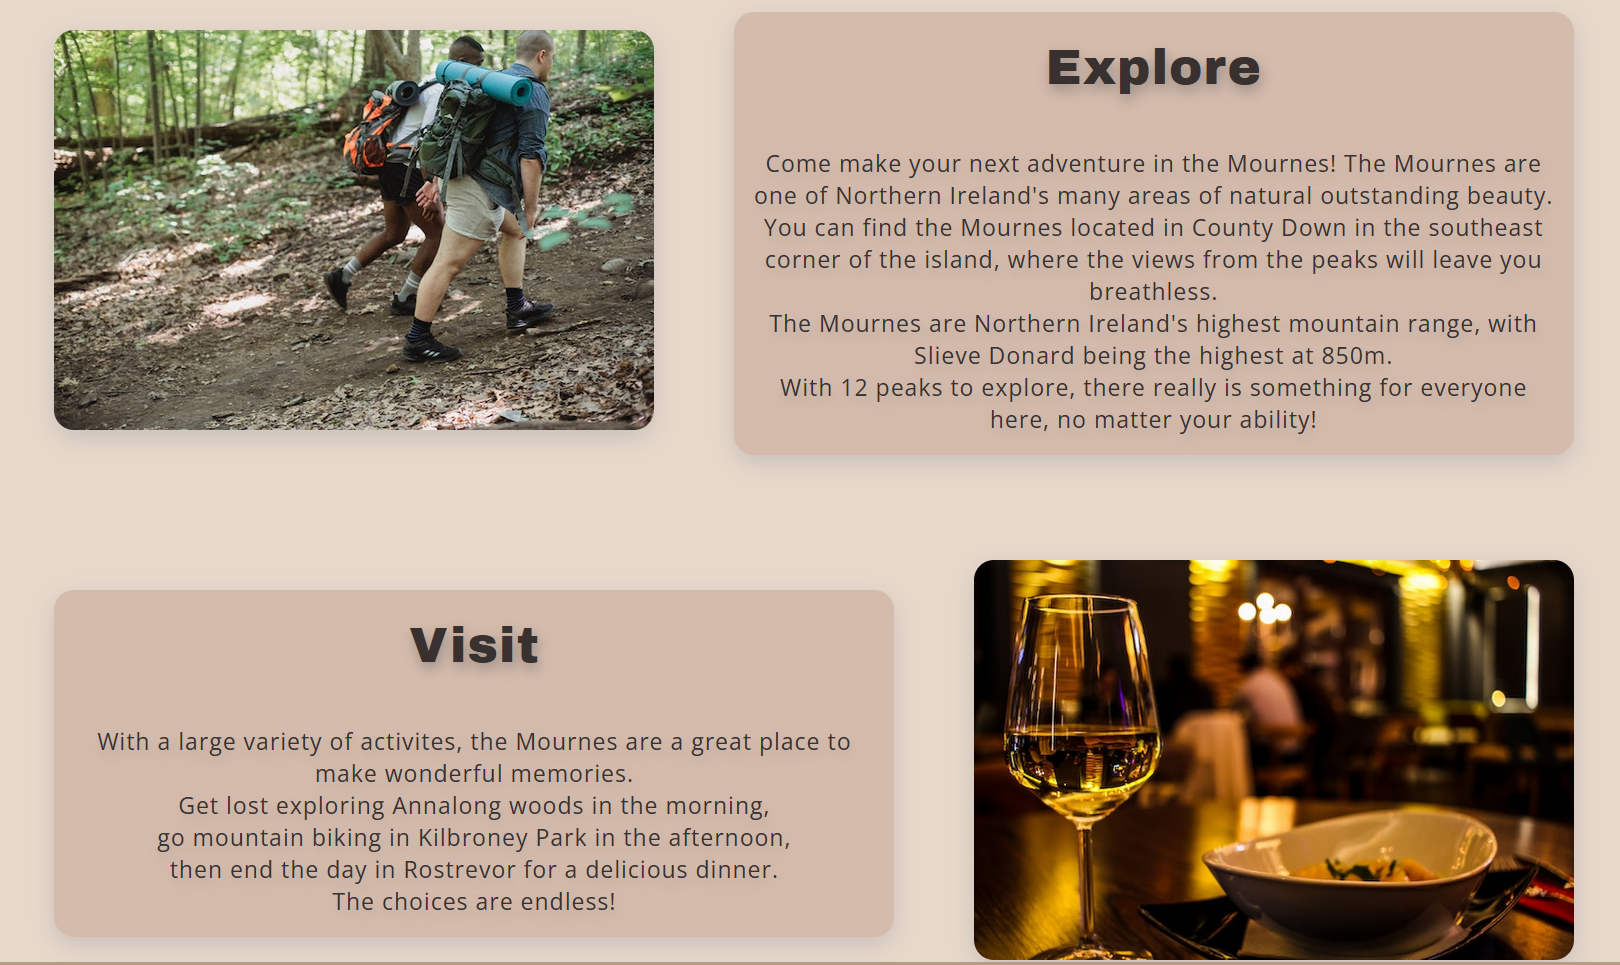 Explore
Come make your next adventure in the Mournes! The Mournes are
one of Northern Ireland's many areas of natural outstanding beauty.
You can find the Mournes located in County Down in the southeast
corner of the island, where the views from the peaks will leave you
breathless.
The Mournes are Northern Ireland's highest mountain range, with
Slieve Donard being the highest at 850m.
With 12 peaks to explore, there really is something for everyone
here, no matter your ability!
Visit
With a large variety of activites, the Mournes are a great place to
make wonderful memories.
Get lost exploring Annalong woods in the morning,
go mountain biking in Kilbroney Park in the afternoon,
then end the day in Rostrevor for a delicious dinner.
The choices are endless!